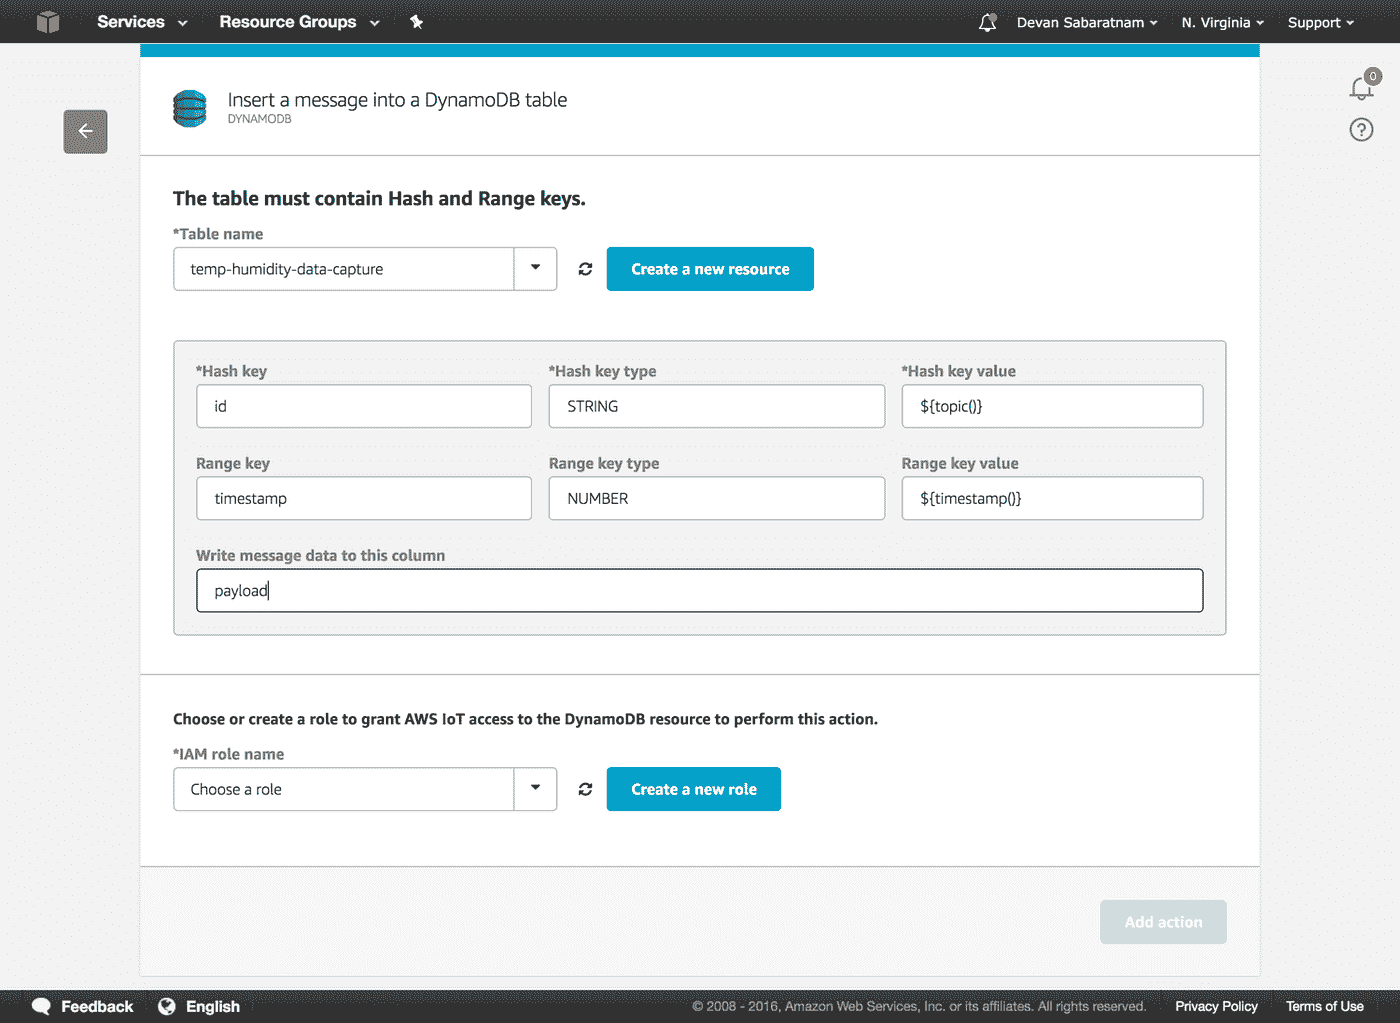 Services Resource Groups Devan Sabaratnam N. Virginia Support
0
Insert a message into a DynamoDB table
DYNAMODB
The table must contain Hash and Range keys.
*Table name
temp-humidity-data-capture Create a new resource
*Hash key *Hash key type *Hash key value
id STRING ${topic()}
Range key Range key type Range key value
timestamp NUMBER ${timestamp()}
Write message data to this column
payload
Choose or create a role to grant AWS IoT access to the DynamoDB resource to perform this action.
*IAM role name
Choose a role Create a new role
Add action
Feedback English © 2008 - 2016, Amazon Web Services, Inc. or its affiliates. All rights reserved. Privacy Policy Terms of Use